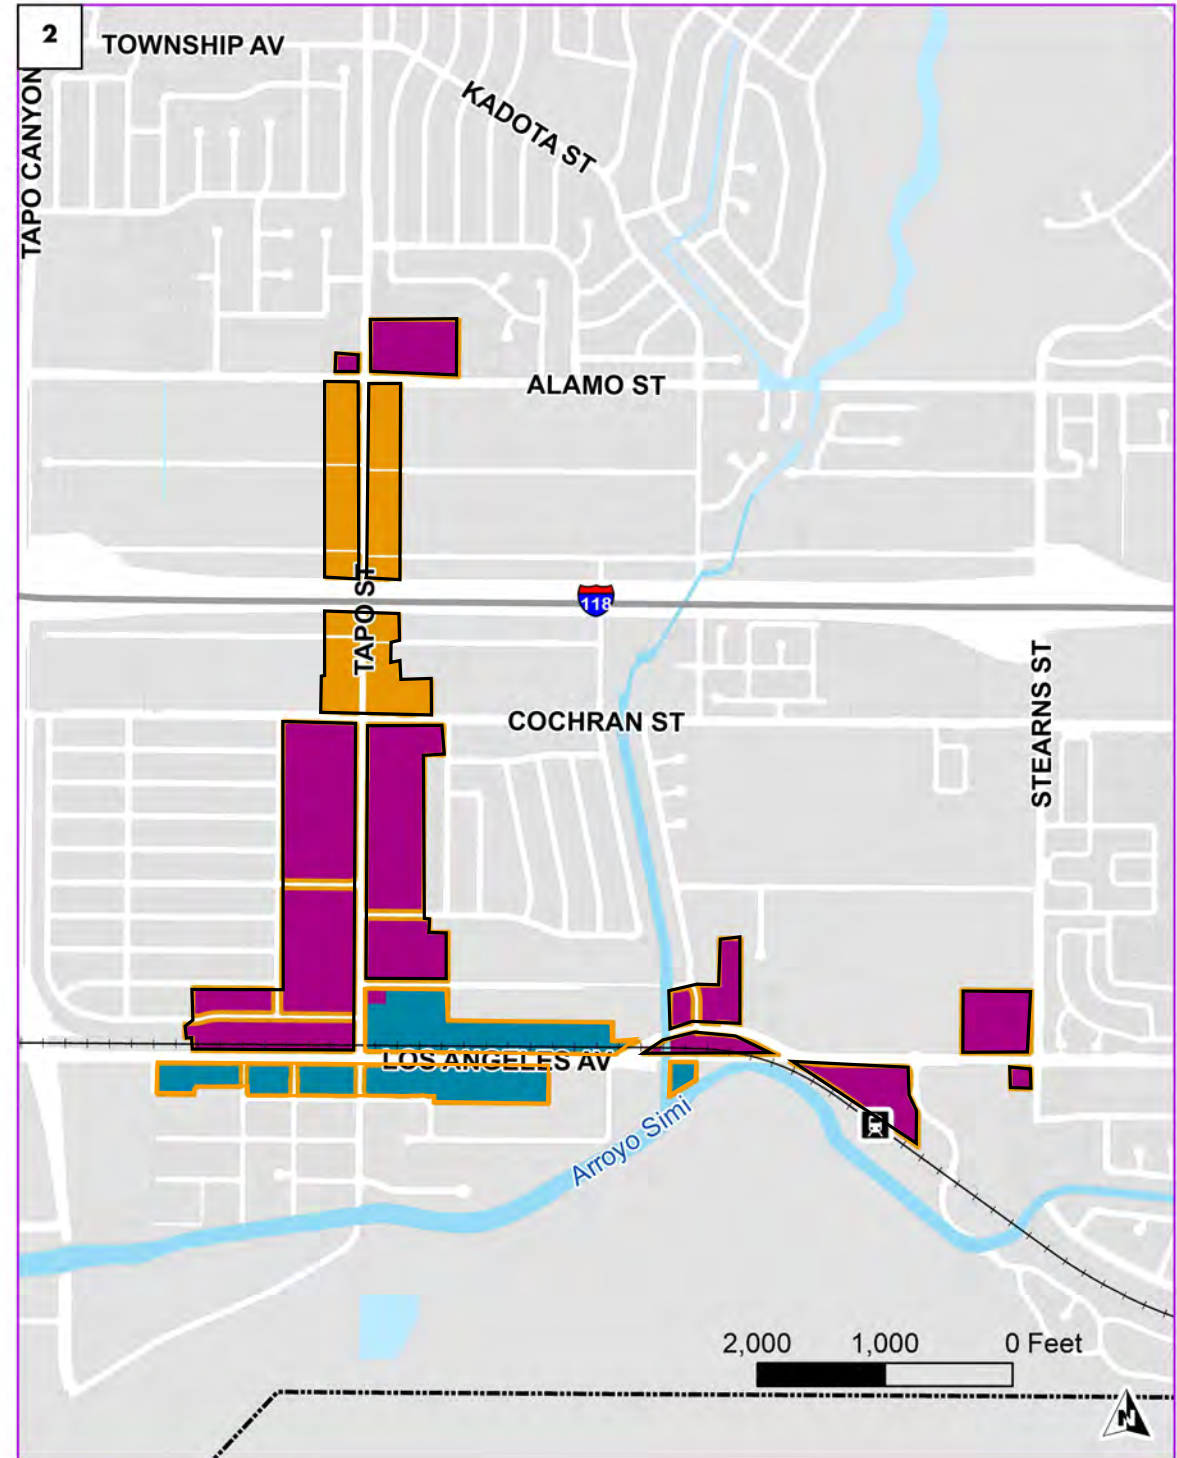 2
TOWNSHIP AV
TAPO CANYON
KADOTA ST
ALAMO ST
TAPO ST
118
STEARNS ST
COCHRAN ST
LOS ANGELES AV
Arroyo Simi
2,000 1,000 0 Feet
N